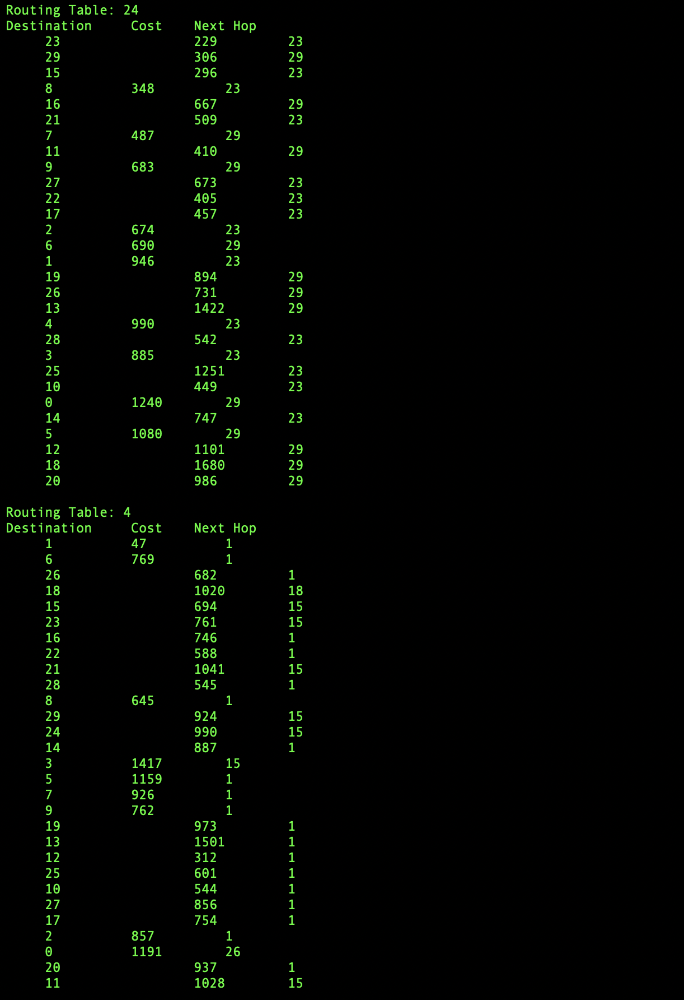 Routing Table: 24
Destination     Cost    Next Hop
     23                 229         23
     29                 306         29
     15                 296         23
     8          348         23
     16                 667         29
     21                 509         23
     7          487         29
     11                 410         29
     9          683         29
     27                 673         23
     22                 405         23
     17                 457         23
     2          674         23
     6          690         29
     1          946         23
     19                 894         29
     26                 731         29
     13                 1422        29
     4          990         23
     28                 542         23
     3          885         23
     25                 1251        23
     10                 449         23
     0          1240        29
     14                 747         23
     5          1080        29
     12                 1101        29
     18                 1680        29
     20                 986         29

Routing Table: 4
Destination     Cost    Next Hop
     1          47          1
     6          769         1
     26                 682         1
     18                 1020        18
     15                 694         15
     23                 761         15
     16                 746         1
     22                 588         1
     21                 1041        15
     28                 545         1
     8          645         1
     29                 924         15
     24                 990         15
     14                 887         1
     3          1417        15
     5          1159        1
     7          926         1
     9          762         1
     19                 973         1
     13                 1501        1
     12                 312         1
     25                 601         1
     10                 544         1
     27                 856         1
     17                 754         1
     2          857         1
     0          1191        26
     20                 937         1
     11                 1028        15